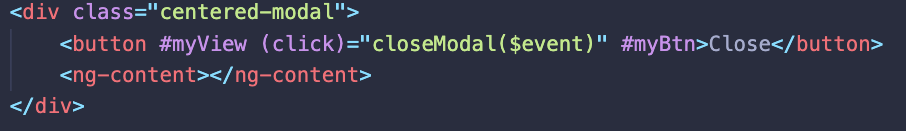 <div class="centered-modal">
    <button #myView (click)="closeModal($event)" #myBtn>Close</button>
    <ng-content></ng-content>
</div>